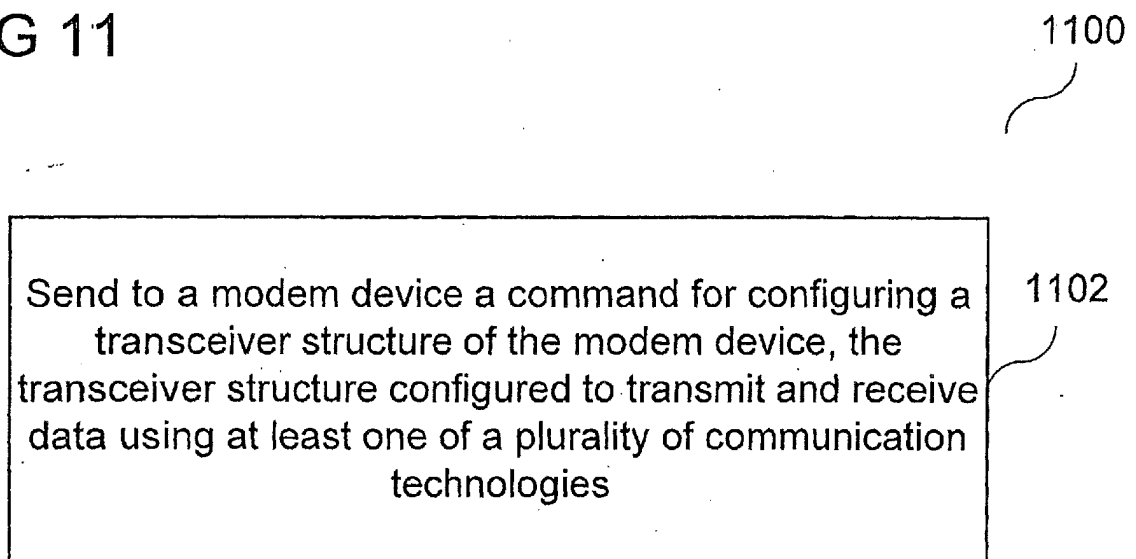 G 11
1100
Send to a modem device a command for configuring a
transceiver structure of the modem device, the
transceiver structure configured to transmit and receive
data using at least one of a plurality of communication
technologies
1102